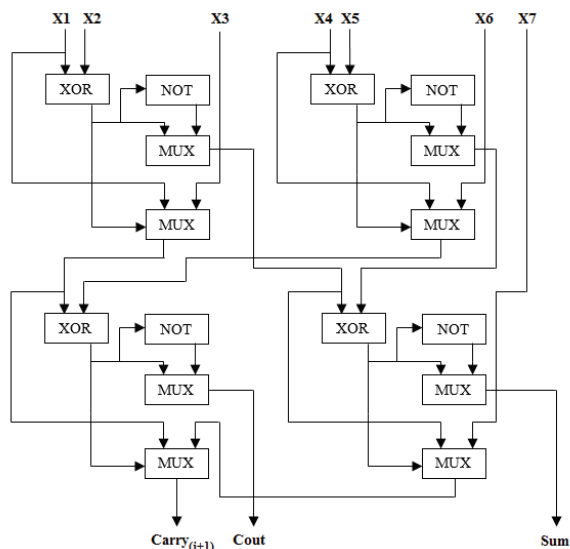 X1 X2 X3 X4 X5 X6 X7
XOR NOT XOR NOT
MUX MUX
MUX MUX
XOR NOT XOR NOT
MUX MUX
MUX MUX
Carry(i+1) Cout Sum